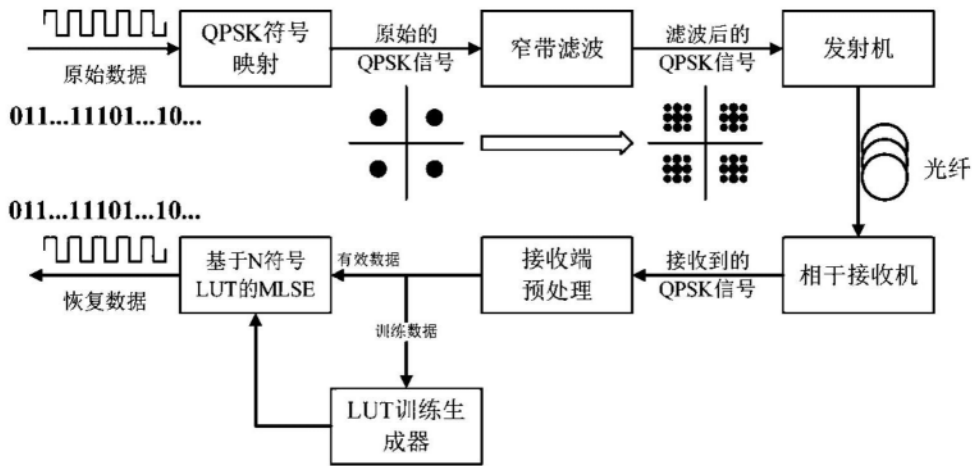 QPSK符号
映射
原始的
QPSK信号
窄带滤波
滤波后的
QPSK信号
发射机
原始数据
011...11101...10...
光纤
011...11101...10...
恢复数据
基于N符号
LUT的MLSE
有效数据
接收端
预处理
接收到的
QPSK信号
相干接收机
训练数据
LUT训练生
成器